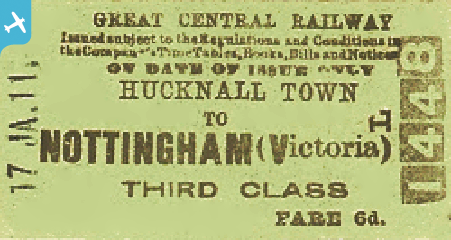 GREAT CENTRAL RAILWAY
Issued subject to the Regulations and Conditions in
the Company's Time Tables, Books, Bills and Notices
ON DATE OF ISSUE ONLY
HUCKNALL TOWN
TO
NOTTINGHAM (Victoria)
THIRD CLASS
FARE 6d.
17 JA. 11
1448